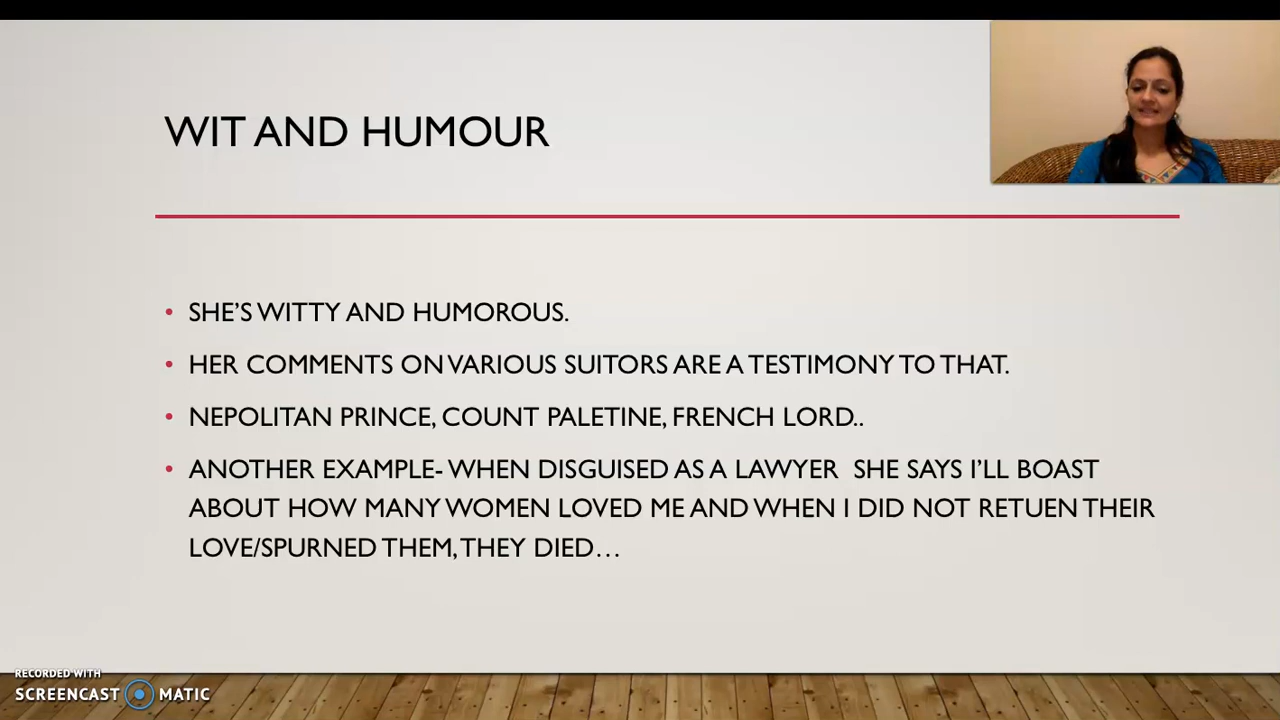 WIT AND HUMOUR
• SHE'S WITTY AND HUMOROUS.
• HER COMMENTS ON VARIOUS SUITORS ARE A TESTIMONY TO THAT.
• NEPOLITAN PRINCE, COUNT PALETINE, FRENCH LORD..
• ANOTHER EXAMPLE- WHEN DISGUISED AS A LAWYER SHE SAYS I'LL BOAST
ABOUT HOW MANY WOMEN LOVED ME AND WHEN I DID NOT RETUEN THEIR
LOVE/SPURNED THEM, THEY DIED…
RECORDED WITH
SCREENCAST MATIC